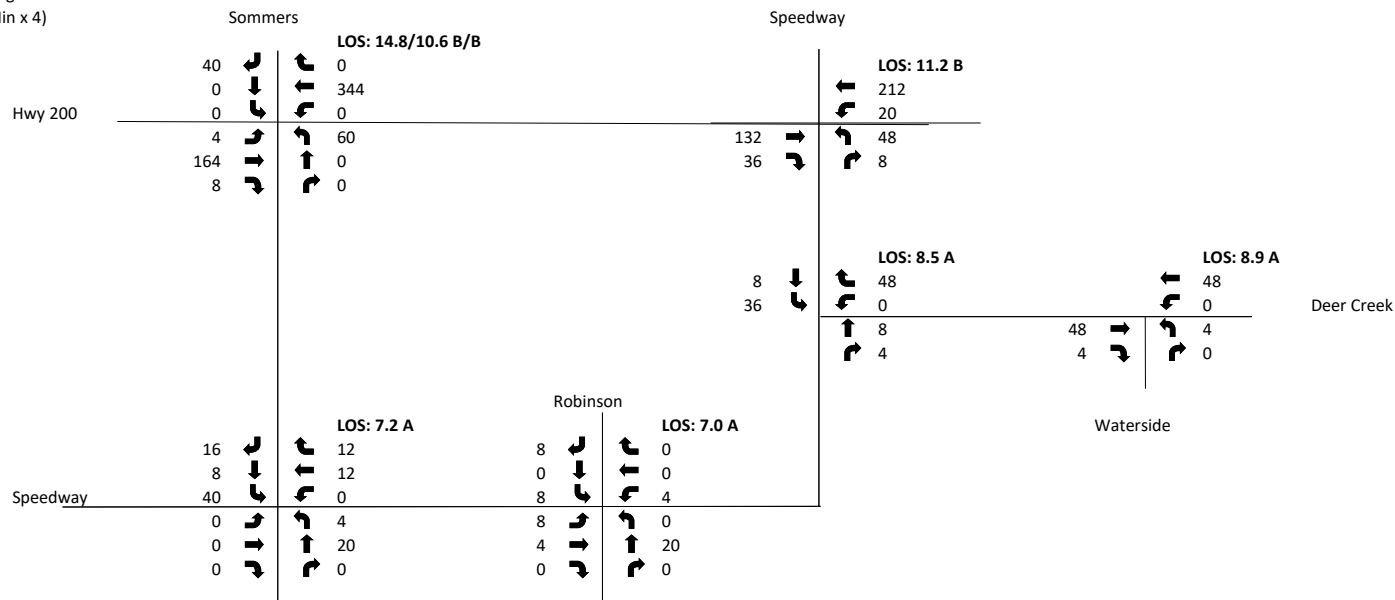 in x 4)
Sommers
Speedway
LOS: 14.8/10.6 B/B
40 0
0 344
0 0
Hwy 200
4 60
164 0
8 0
LOS: 11.2 B
212
20
132 48
36 8
LOS: 8.5 A
8 48
36 0
8
4
LOS: 8.9 A
48
0
Deer Creek
48 4
4 0
Waterside
Robinson
LOS: 7.2 A
16 12
8 12
40 0
Speedway
0 4
0 20
0 0
LOS: 7.0 A
8 0
0 0
8 4
8 0
4 20
0 0